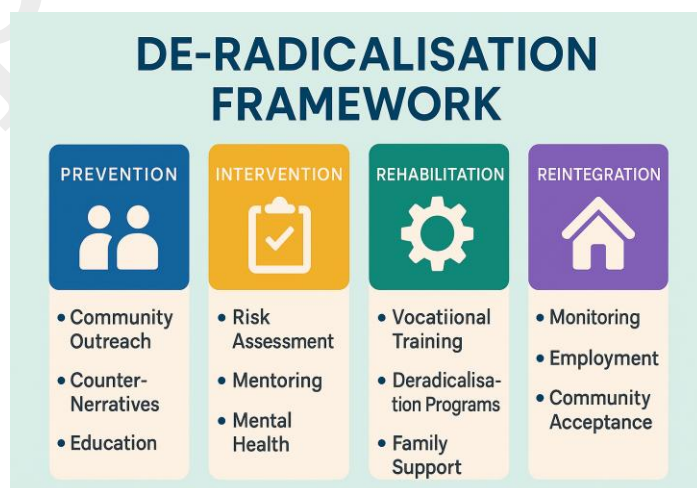 DE-RADICALISATION
FRAMEWORK
PREVENTION
• Community
Outreach
• Counter-
Nerratives
• Education
INTERVENTION
• Risk
Assessment
• Mentoring
• Mental
Health
REHABILITATION
• Vocatiional
Training
• Deradicalisa-
tion Programs
• Family
Support
REINTEGRATION
• Monitoring
• Employment
• Community
Acceptance